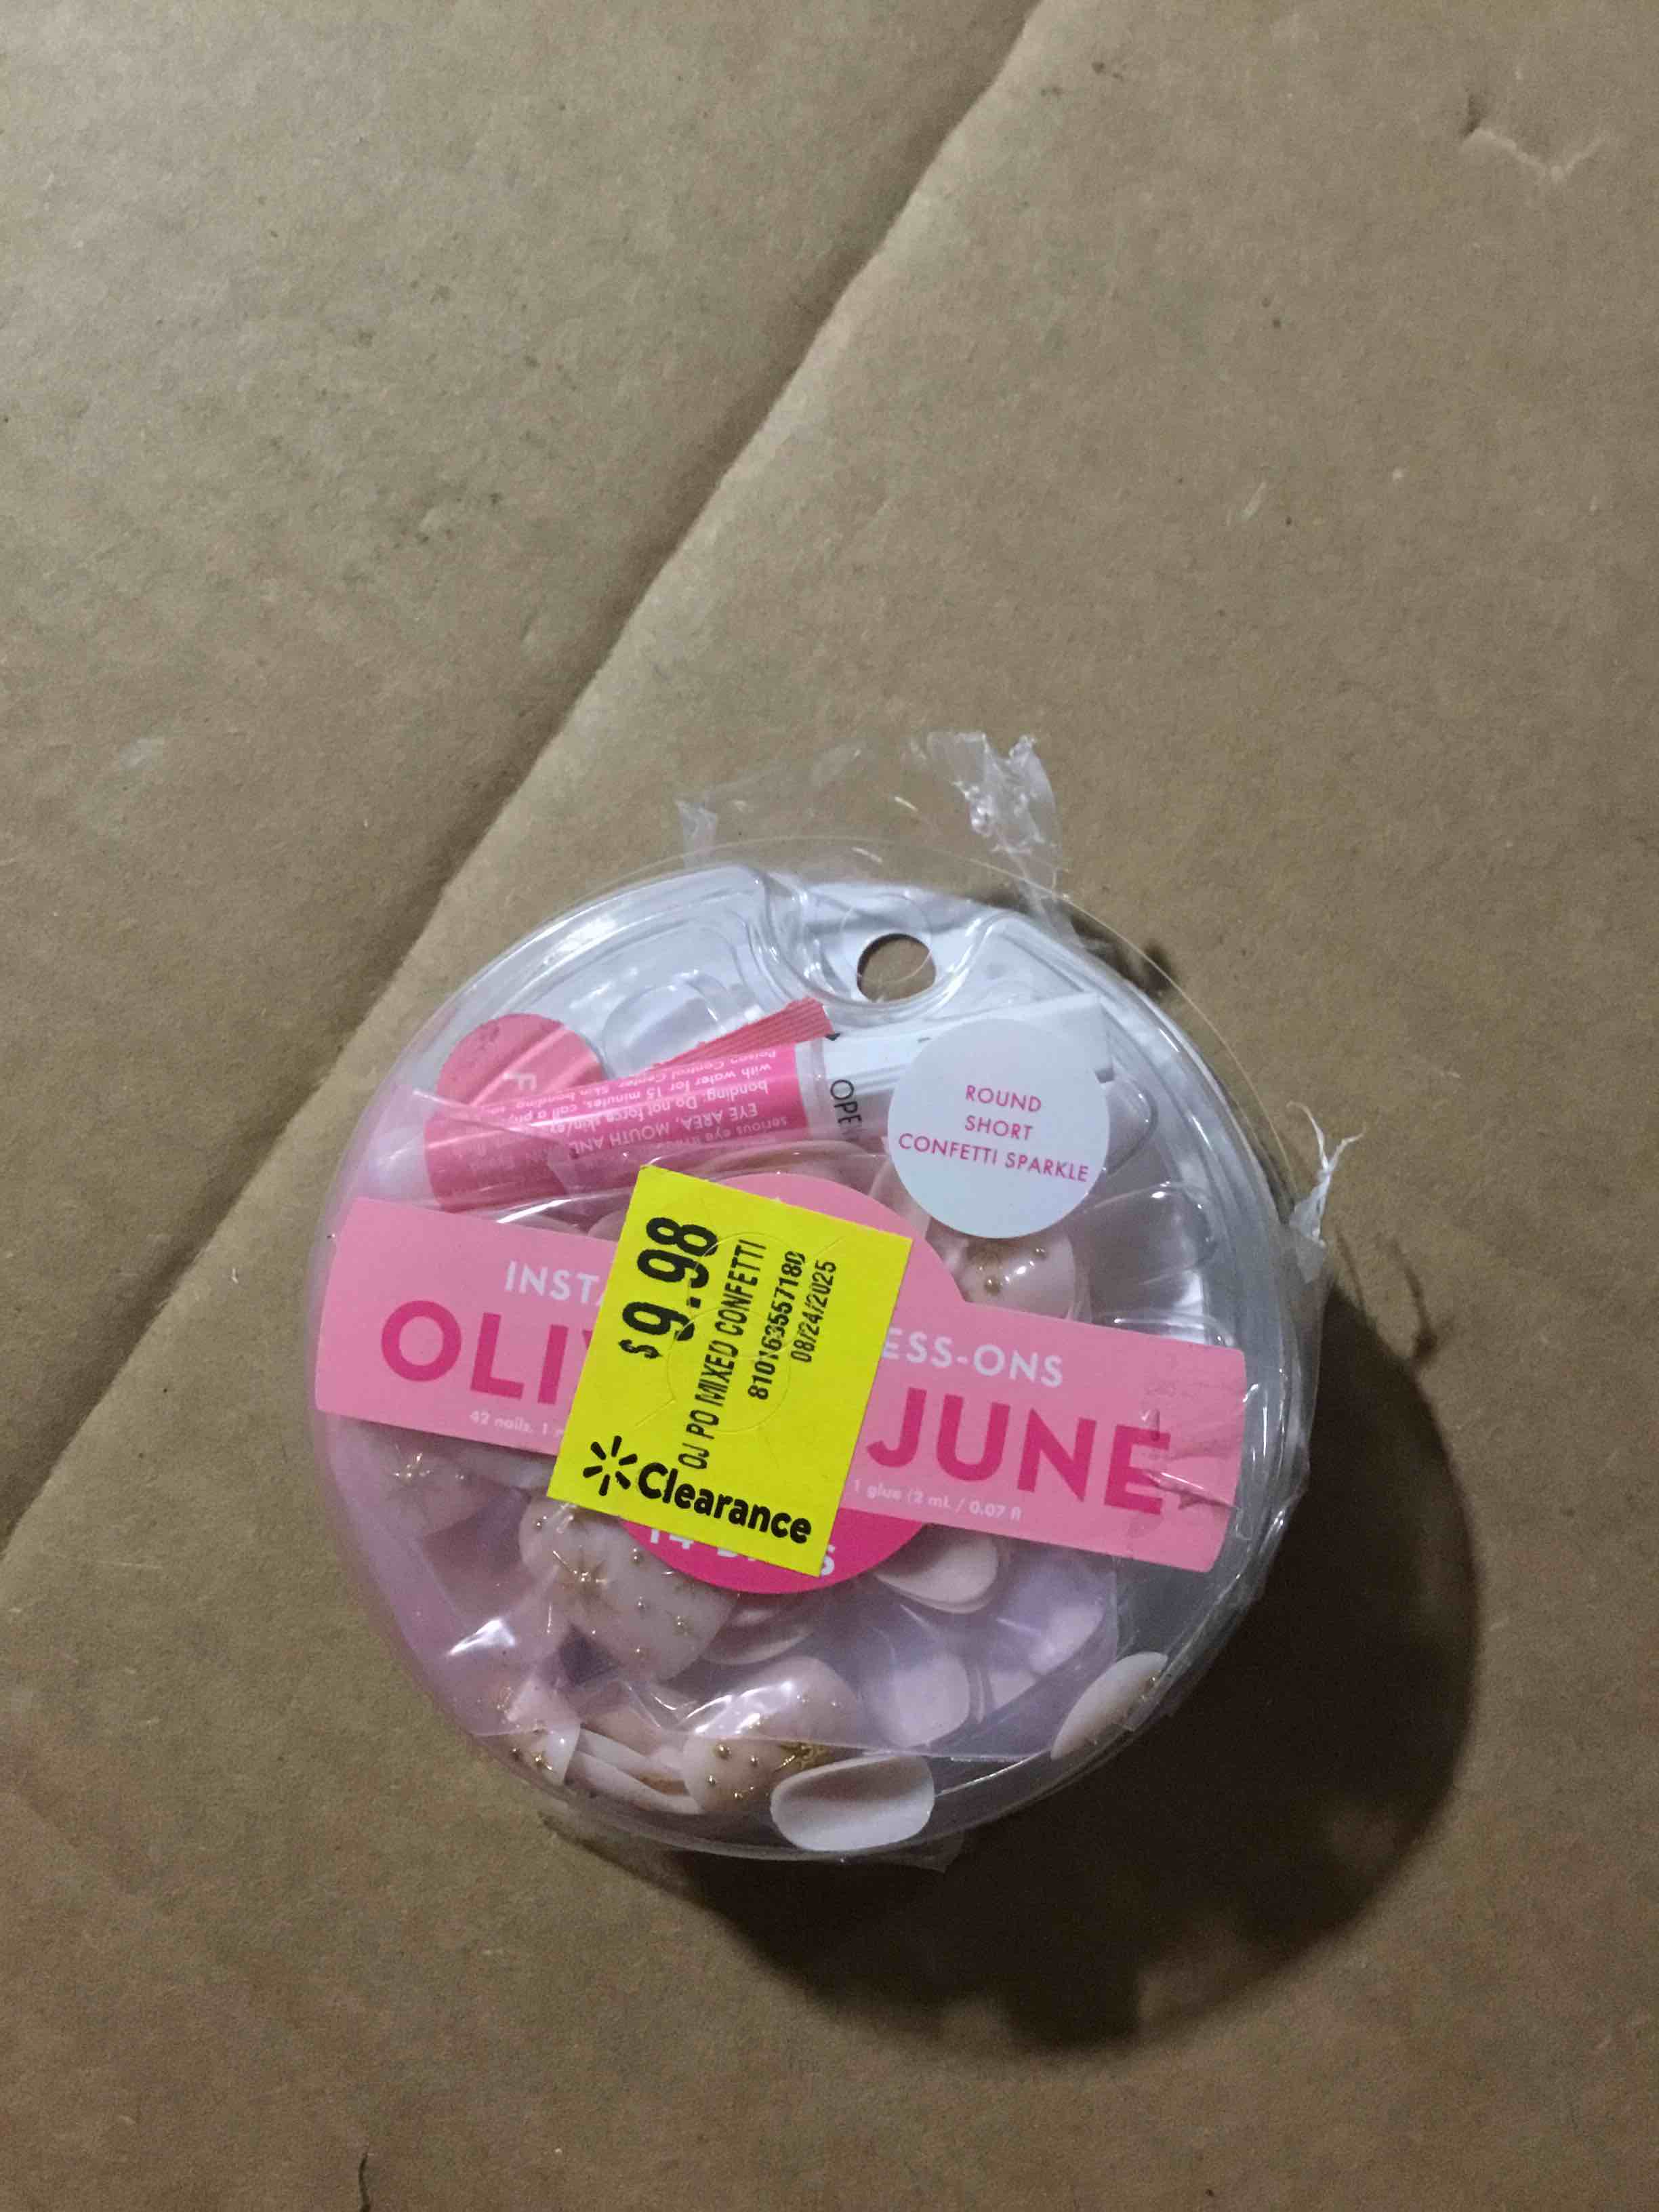 ROUND
SHORT
CONFETTI SPARKLE
OPE
bonding. Do not force skin/ey
EYE AREA, MOUTH AND
with water for 15 minutes, call a
Poison Control Center.
F
INSTA
ESS-ONS
OLI
JUNE
42 nails, 1
1 glue (2 mL / 0.07 fl
$9.98
OJ PO MIXED CONFETTI
810163557180
08/24/2025
Clearance